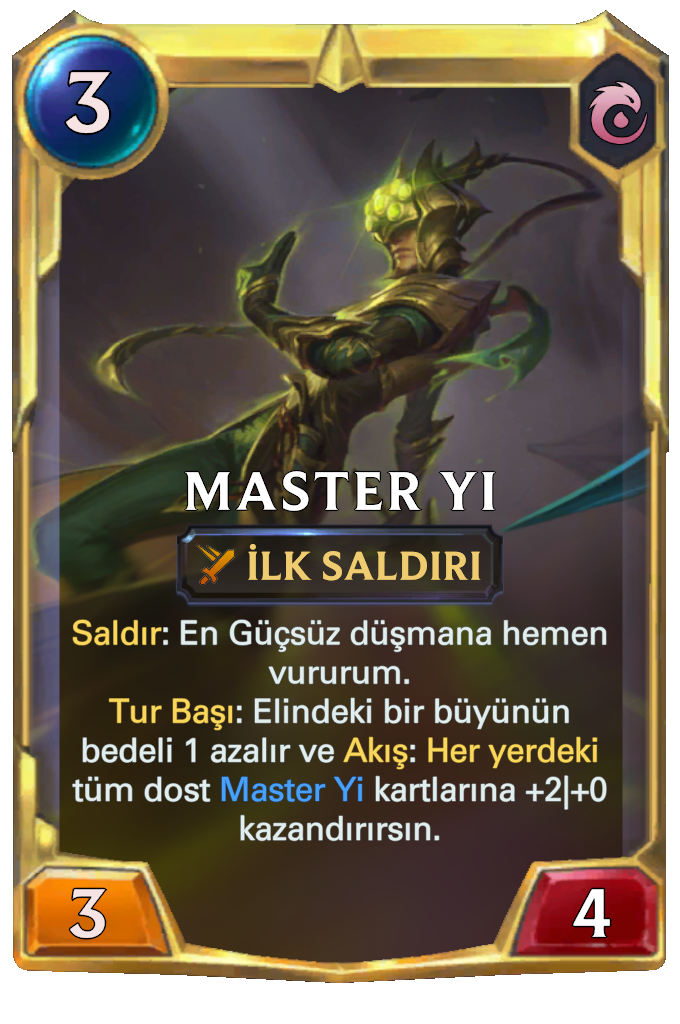 3
MASTER YI
İLK SALDIRI
Saldır: En Güçsüz düşmana hemen
vururum.
Tur Başı: Elindeki bir büyünün
bedeli 1 azalır ve Akış: Her yerdeki
tüm dost Master Yi kartlarına +2|+0
kazandırırsın.
3
4